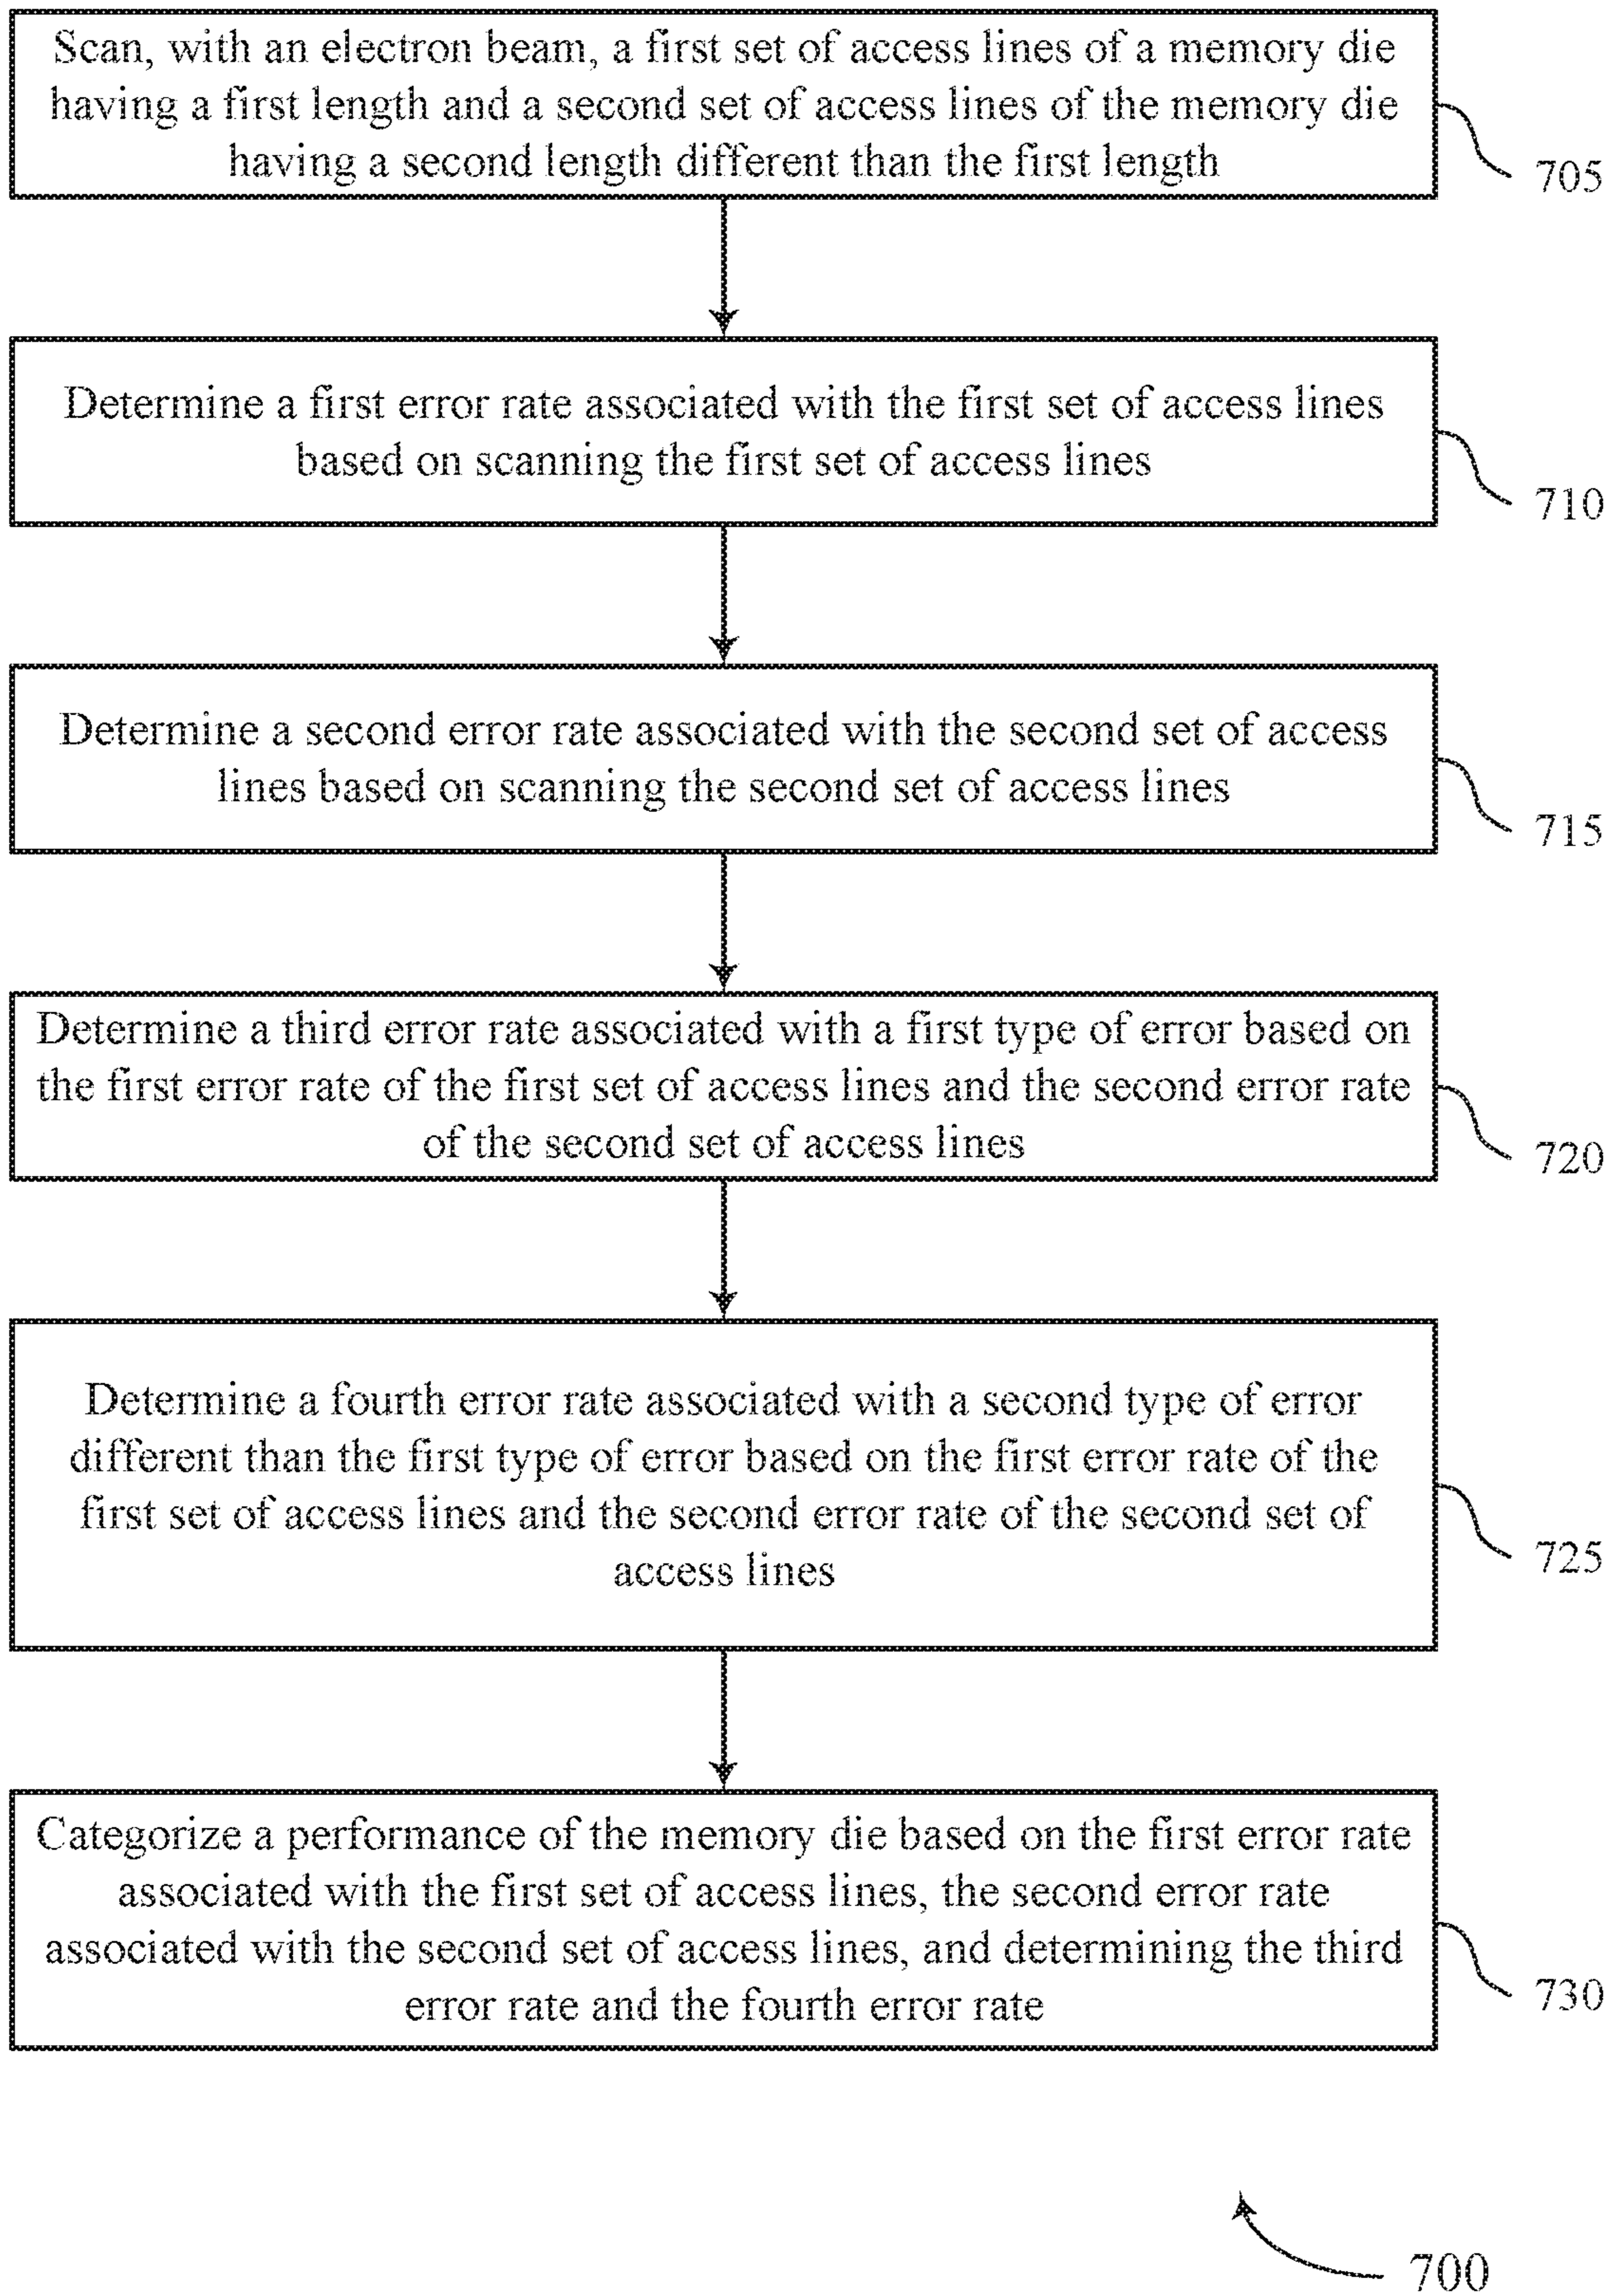 Scan, with an electron beam, a first set of access lines of a memory die
having a first length and a second set of access lines of the memory die
having a second length different than the first length
705
Determine a first error rate associated with the first set of access lines
based on scanning the first set of access lines
710
Determine a second error rate associated with the second set of access
lines based on scanning the second set of access lines
715
Determine a third error rate associated with a first type of error based on
the first error rate of the first set of access lines and the second error rate
of the second set of access lines
720
Determine a fourth error rate associated with a second type of error
different than the first type of error based on the first error rate of the
first set of access lines and the second error rate of the second set of
access lines
725
Categorize a performance of the memory die based on the first error rate
associated with the first set of access lines, the second error rate
associated with the second set of access lines, and determining the third
error rate and the fourth error rate
730
700